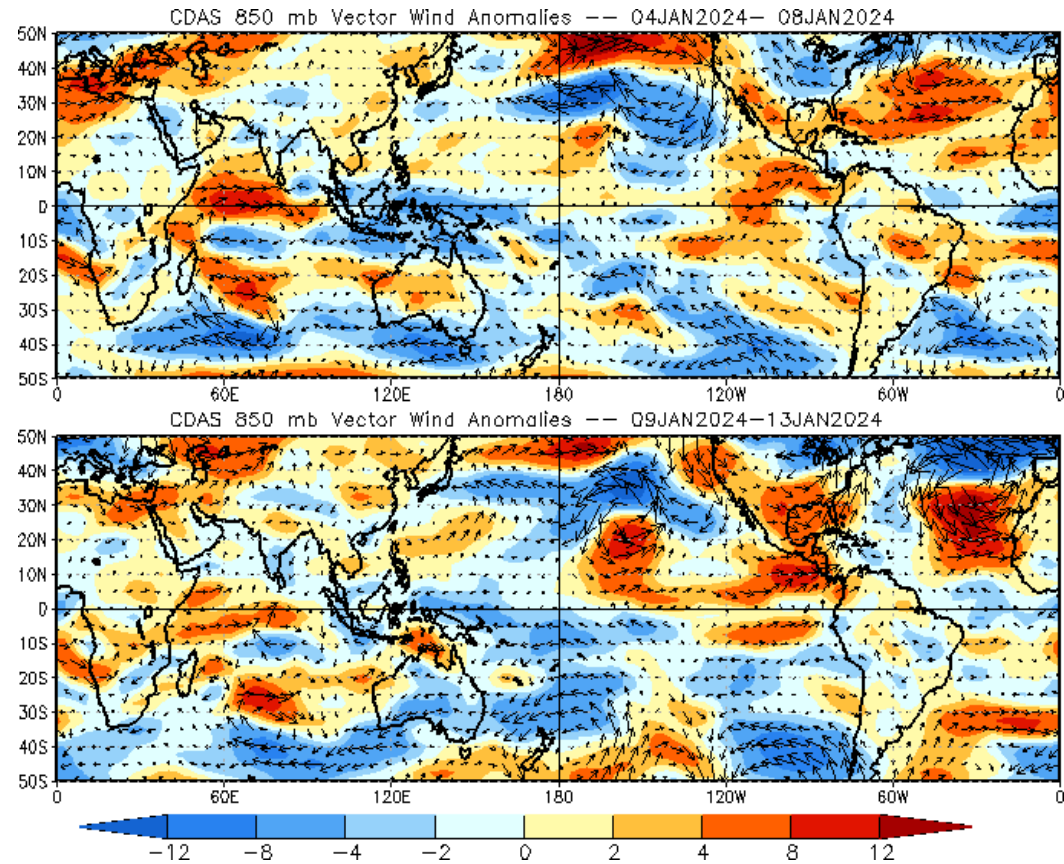 CDAS 850 mb Vector Wind Anomalies -- 04JAN2024- 08JAN2024
50N
40N
30N
20N
10N
0
10S
20S
30S
40S
50S
0 60E 120E 180 120W 60W 0
CDAS 850 mb Vector Wind Anomalies -- 09JAN2024-13JAN2024
50N
40N
30N
20N
10N
0
10S
20S
30S
40S
50S
0 60E 120E 180 120W 60W 0
-12 -8 -4 -2 0 2 4 8 12